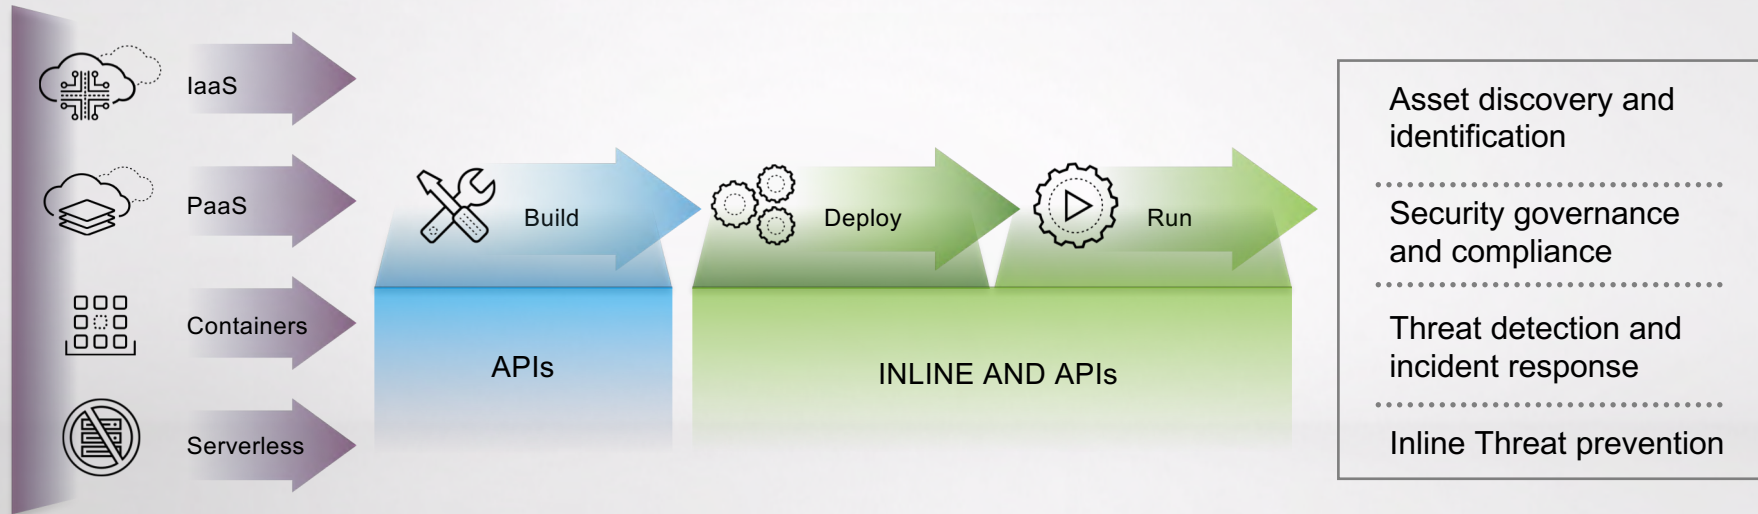 IaaS
PaaS
Containers
Serverless
Build
Deploy
Run
APIs
INLINE AND APIs
Asset discovery and
identification
Security governance
and compliance
Threat detection and
incident response
Inline Threat prevention